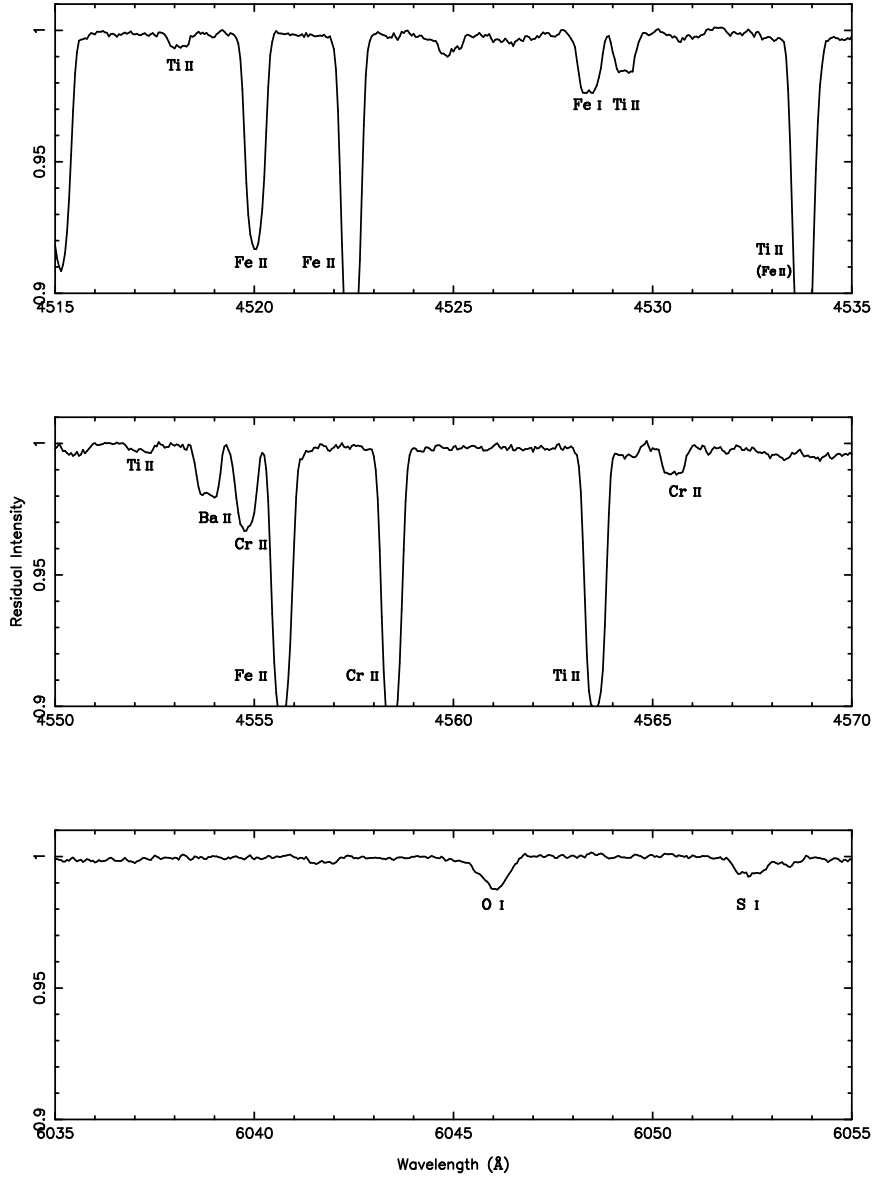 1
0.95
0.9
Ti II
Fe II
Fe II
Fe I
Ti II
Ti II
(Fe II)
4515
4520
4525
4530
4535
1
0.95
0.9
Residual Intensity
Ti II
Ba II
Cr II
Fe II
Cr II
Ti II
Cr II
4550
4555
4560
4565
4570
1
0.95
0.9
O I
S I
6035
6040
6045
6050
6055
Wavelength (Å)